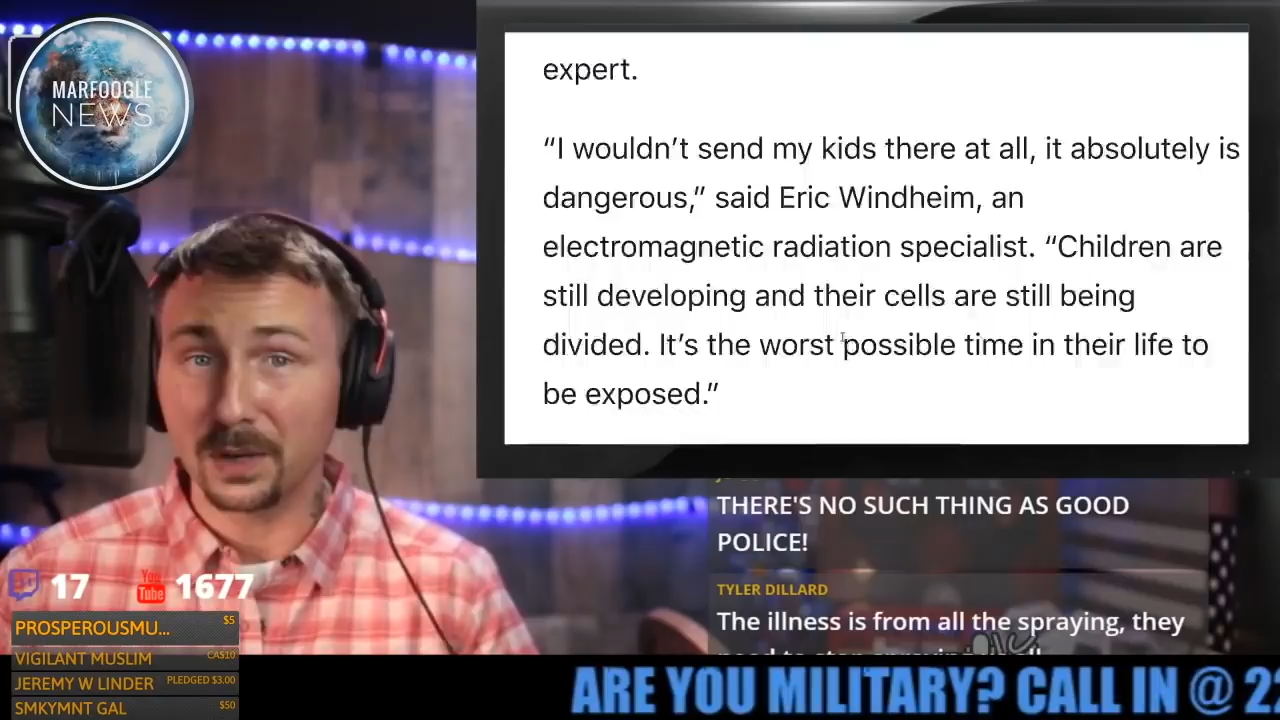 MARFOOGLE
NEWS
expert.
“I wouldn’t send my kids there at all, it absolutely is
dangerous,” said Eric Windheim, an
electromagnetic radiation specialist. “Children are
still developing and their cells are still being
divided. It’s the worst possible time in their life to
be exposed.”
THERE'S NO SUCH THING AS GOOD
POLICE!
TYLER DILLARD
The illness is from all the spraying, they
17
You
Tube
1677
PROSPEROUSMU... $5
VIGILANT MUSLIM CA$10
JEREMY W LINDER PLEDGED $3.00
SMKYMNT GAL $50
ARE YOU MILITARY? CALL IN @ 22